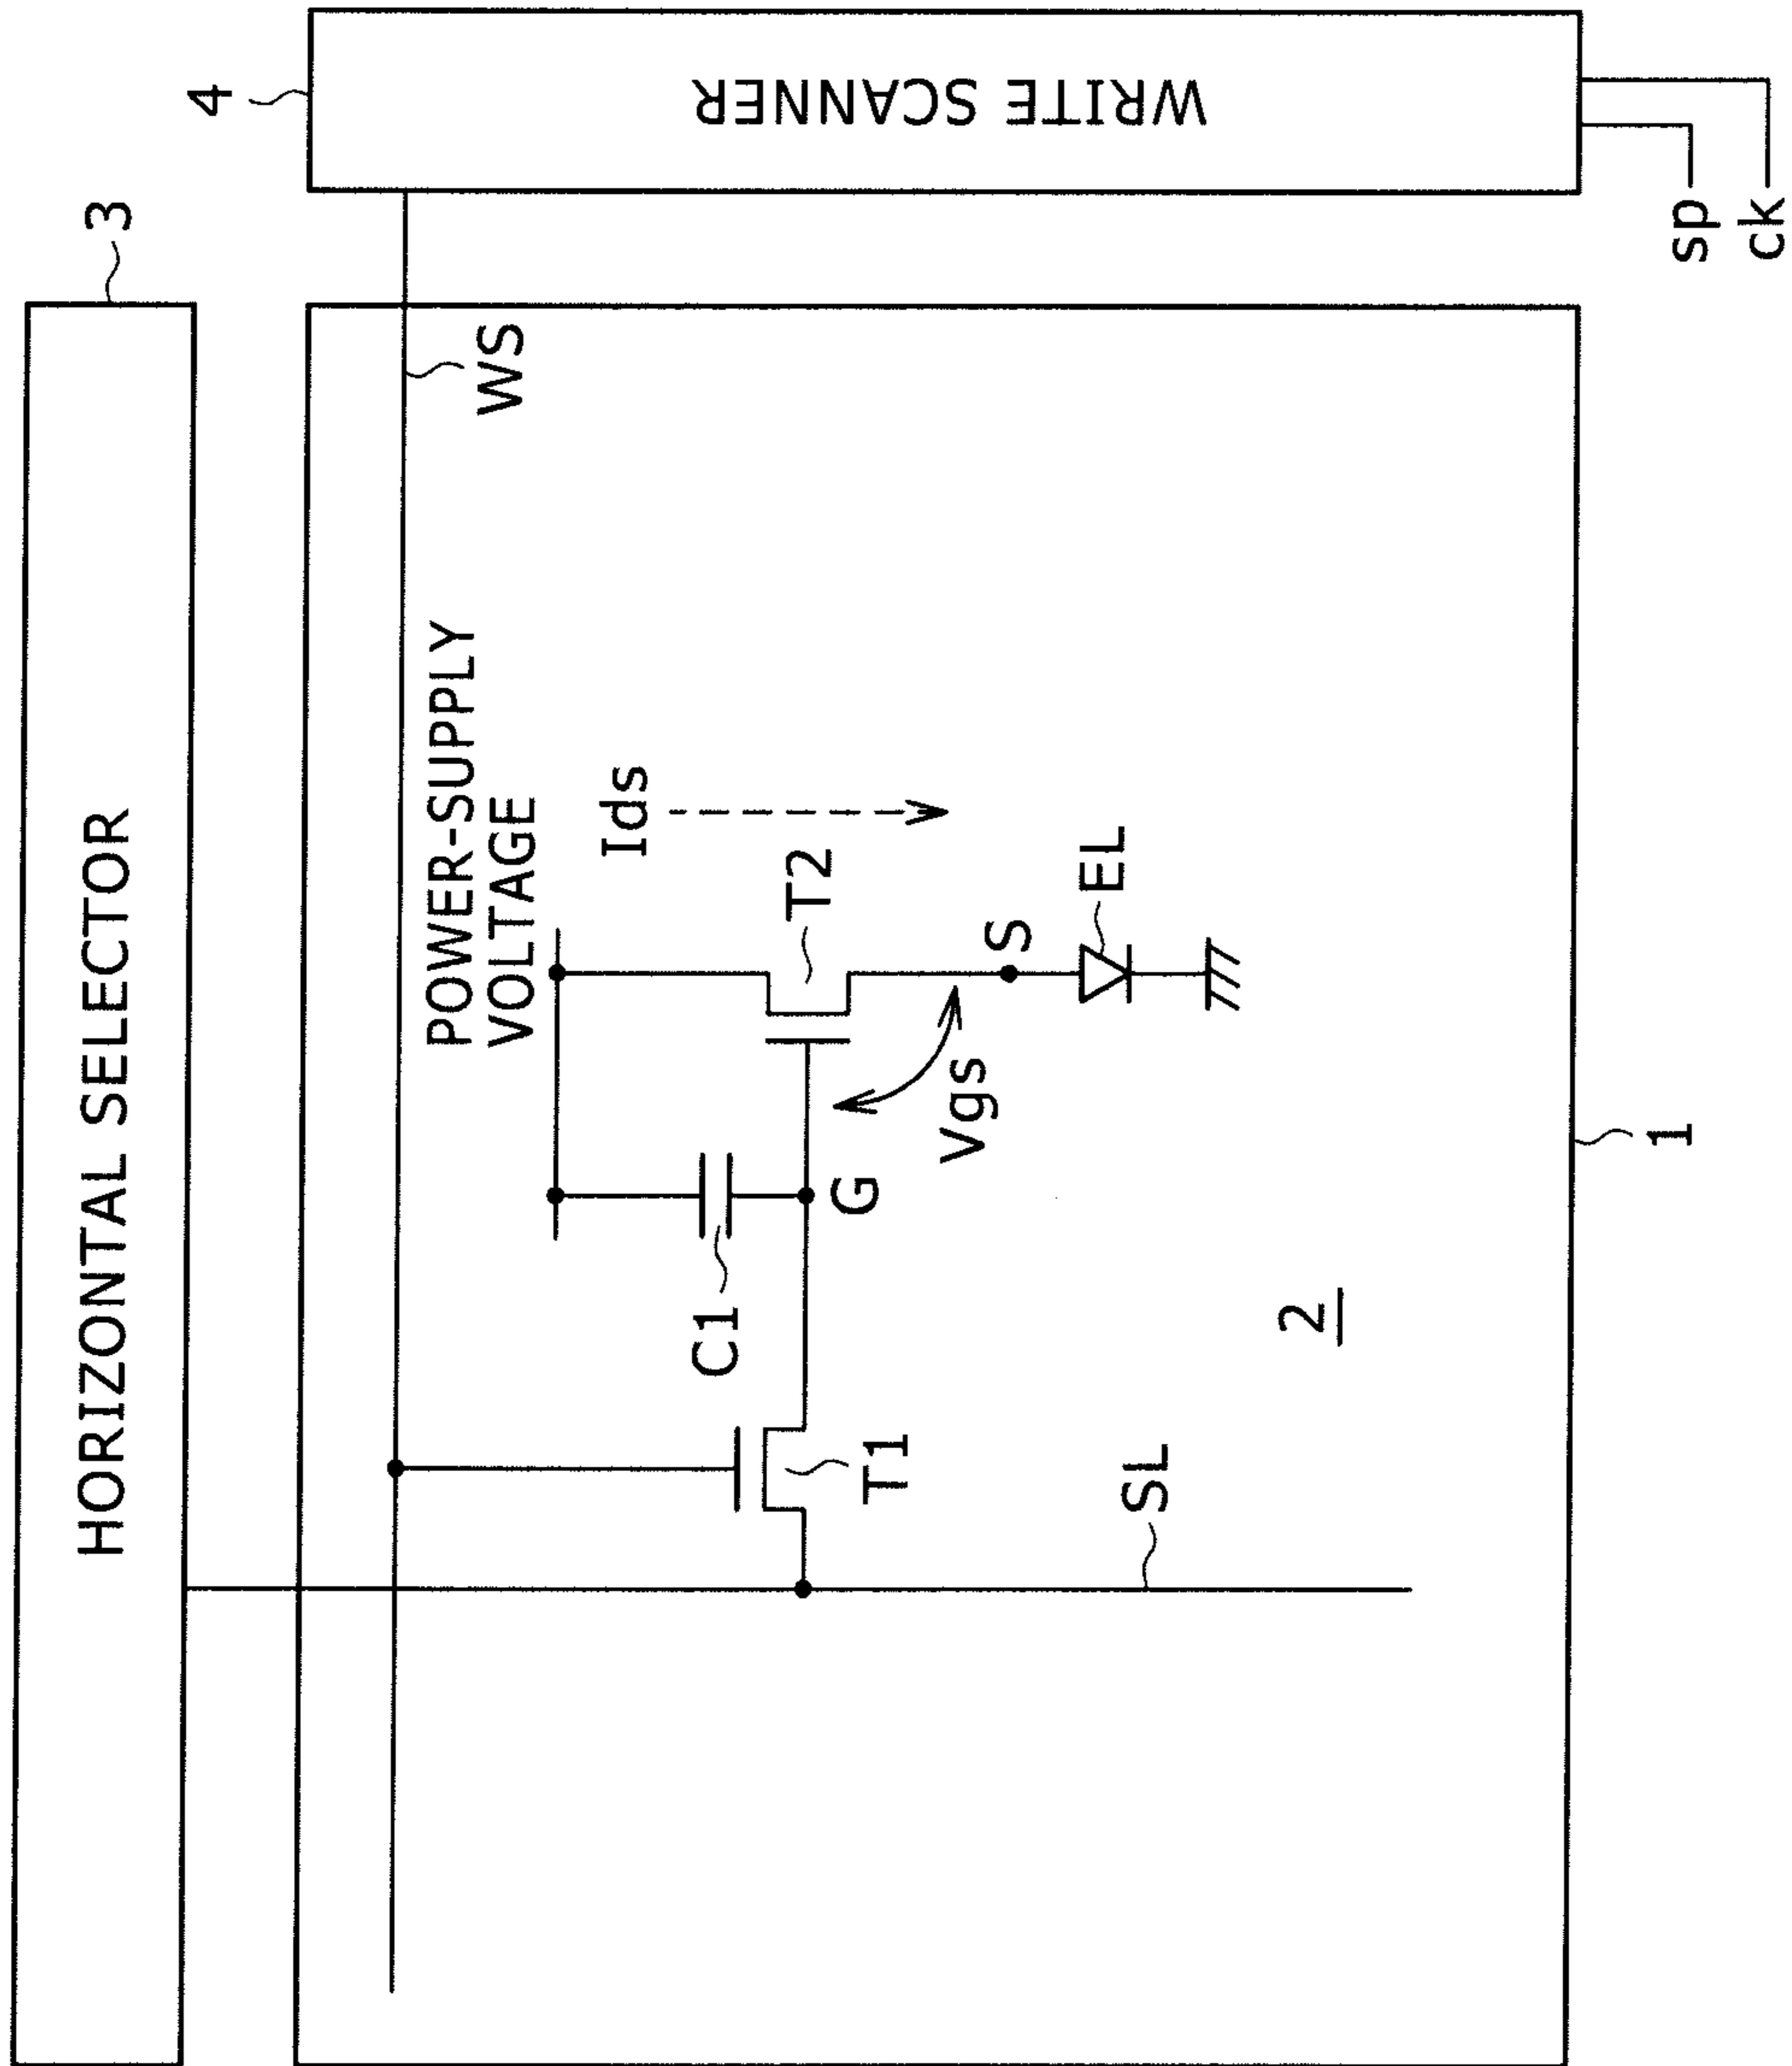 HORIZONTAL SELECTOR
3
4
WRITE SCANNER
sp
ck
WS
POWER-SUPPLY
VOLTAGE
Ids
T2
S
EL
Vgs
G
C1
T1
SL
2
1